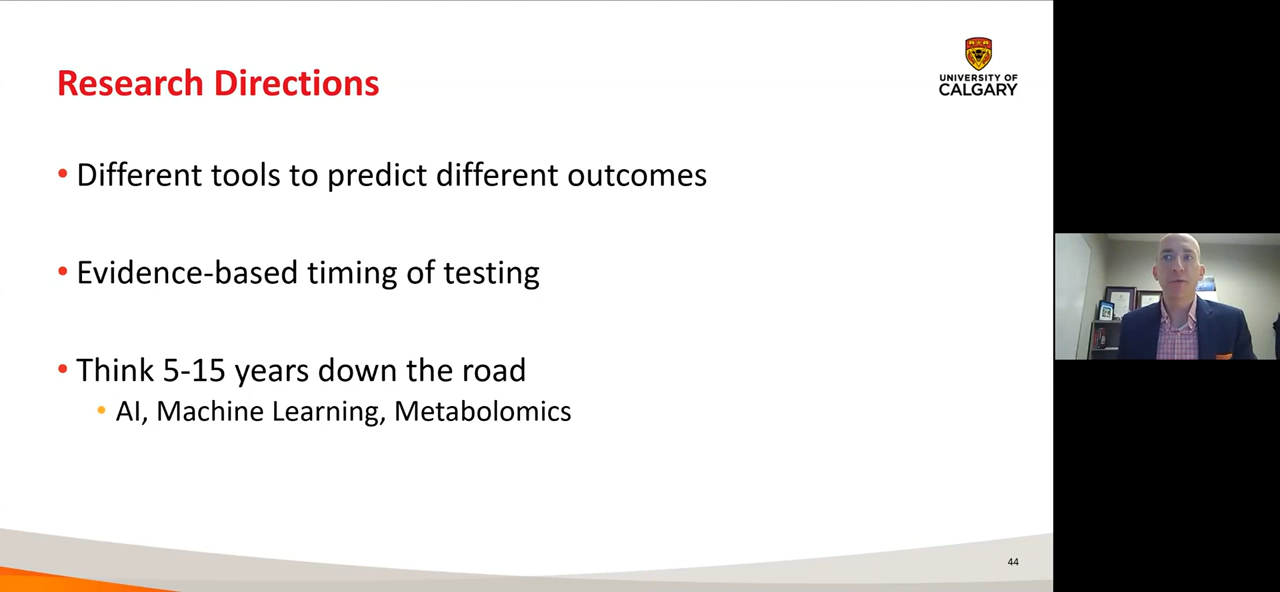 Research Directions
UNIVERSITY OF
CALGARY
• Different tools to predict different outcomes
• Evidence-based timing of testing
• Think 5-15 years down the road
• AI, Machine Learning, Metabolomics
44